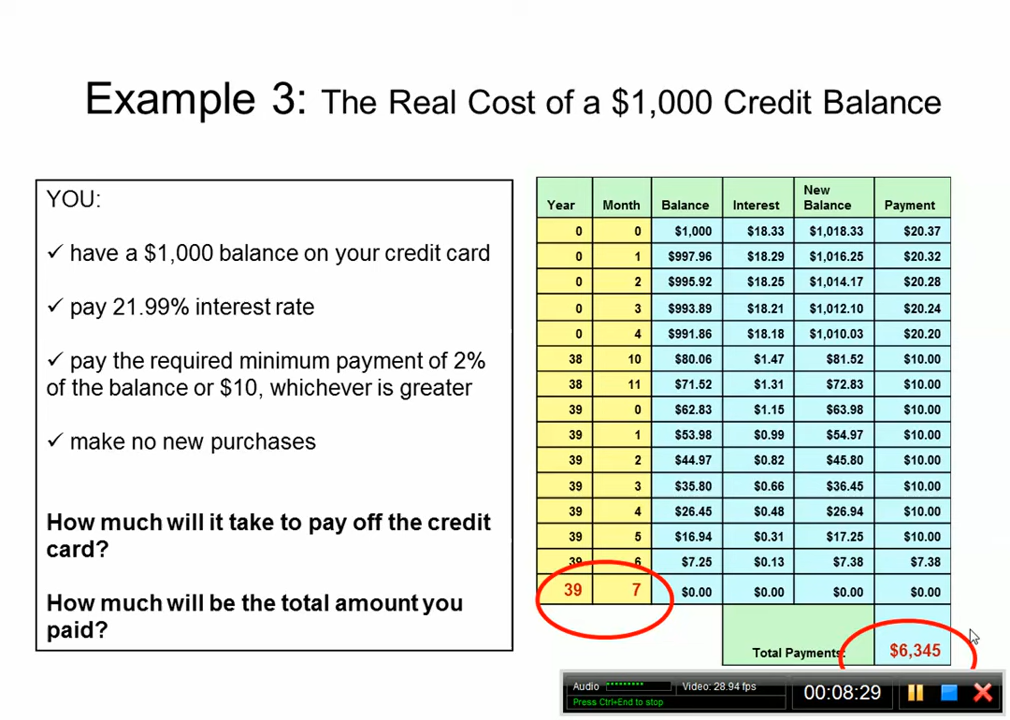 Example 3: The Real Cost of a $1,000 Credit Balance
YOU:
✓ have a $1,000 balance on your credit card
✓ pay 21.99% interest rate
✓ pay the required minimum payment of 2%
of the balance or $10, whichever is greater
✓ make no new purchases
How much will it take to pay off the credit
card?
How much will be the total amount you
paid?
Year Month Balance Interest New Balance Payment
0 0 $1,000 $18.33 $1,018.33 $20.37
0 1 $997.96 $18.29 $1,016.25 $20.32
0 2 $995.92 $18.25 $1,014.17 $20.28
0 3 $993.89 $18.21 $1,012.10 $20.24
0 4 $991.86 $18.18 $1,010.03 $20.20
38 10 $80.06 $1.47 $81.52 $10.00
38 11 $71.52 $1.31 $72.83 $10.00
39 0 $62.83 $1.15 $63.98 $10.00
39 1 $53.98 $0.99 $54.97 $10.00
39 2 $44.97 $0.82 $45.80 $10.00
39 3 $35.80 $0.66 $36.45 $10.00
39 4 $26.45 $0.48 $26.94 $10.00
39 5 $16.94 $0.31 $17.25 $10.00
39 6 $7.25 $0.13 $7.38 $7.38
39 7 $0.00 $0.00 $0.00 $0.00
Total Payments: $6,345
Audio Video: 28.94 fps
Press Ctrl+End to stop
00:08:29